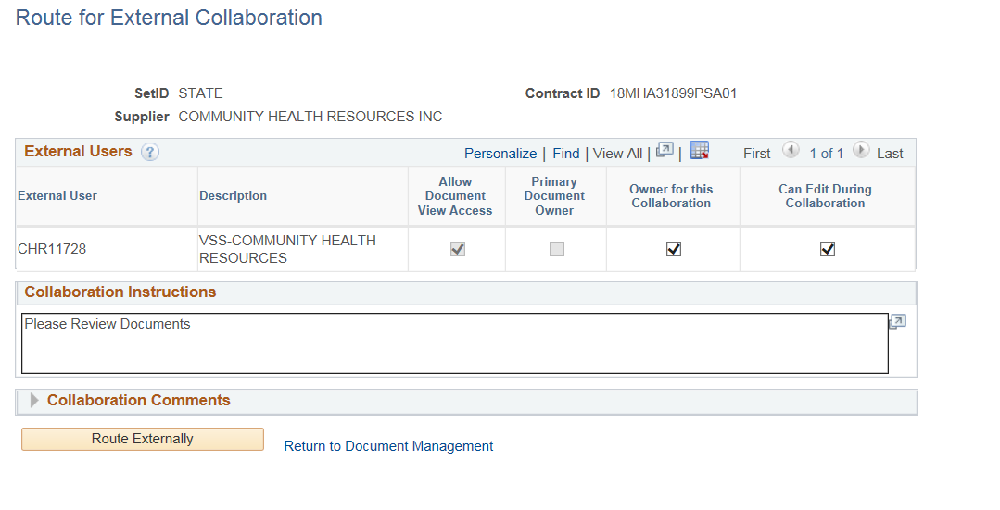 Route for External Collaboration
SetID STATE Contract ID 18MHA31899PSA01
Supplier COMMUNITY HEALTH RESOURCES INC
External Users ? Personalize | Find | View All | | First 1 of 1 Last
External User Description Allow Document View Access Primary Document Owner Owner for this Collaboration Can Edit During Collaboration
CHR11728 VSS-COMMUNITY HEALTH RESOURCES
Collaboration Instructions
Please Review Documents
Collaboration Comments
Route Externally Return to Document Management